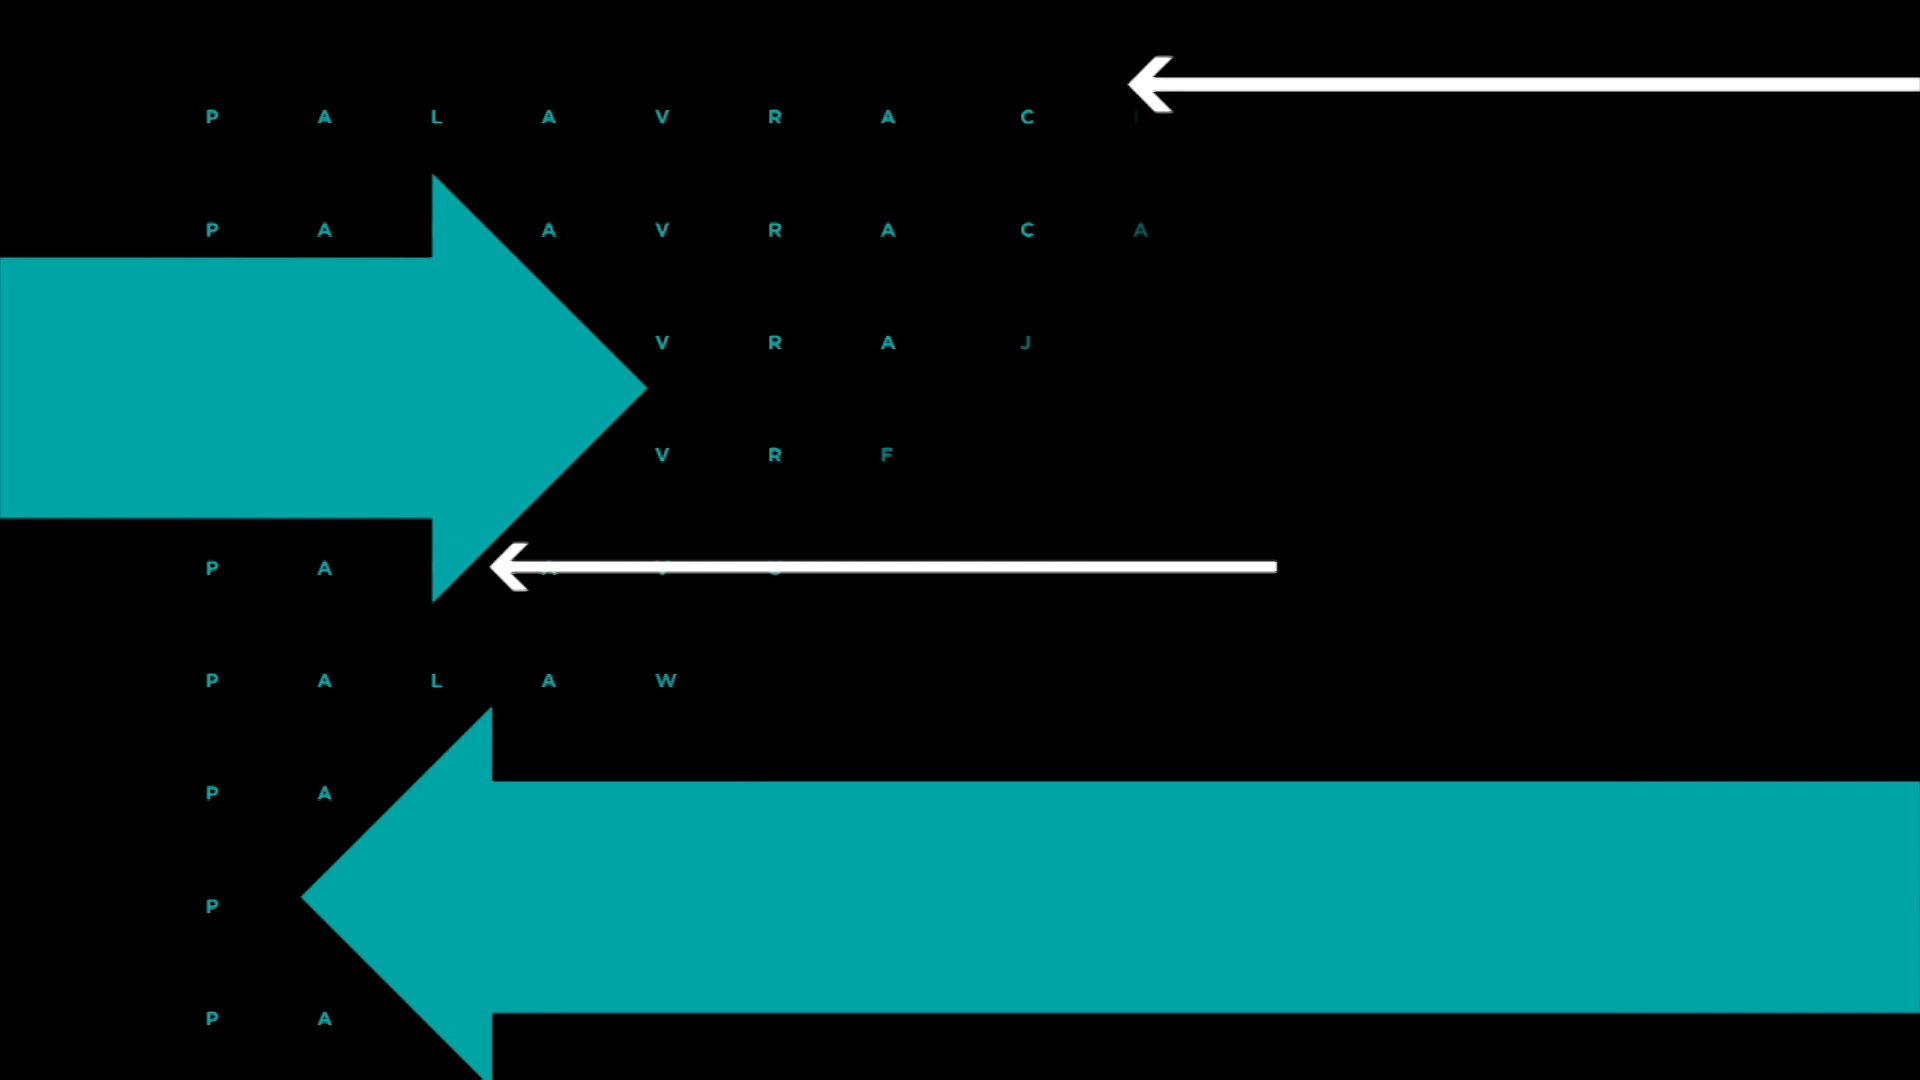 P A L A V R A C
P A A V R A C A
V R A J
V R F
P A
P A L A W
P A
P
P A